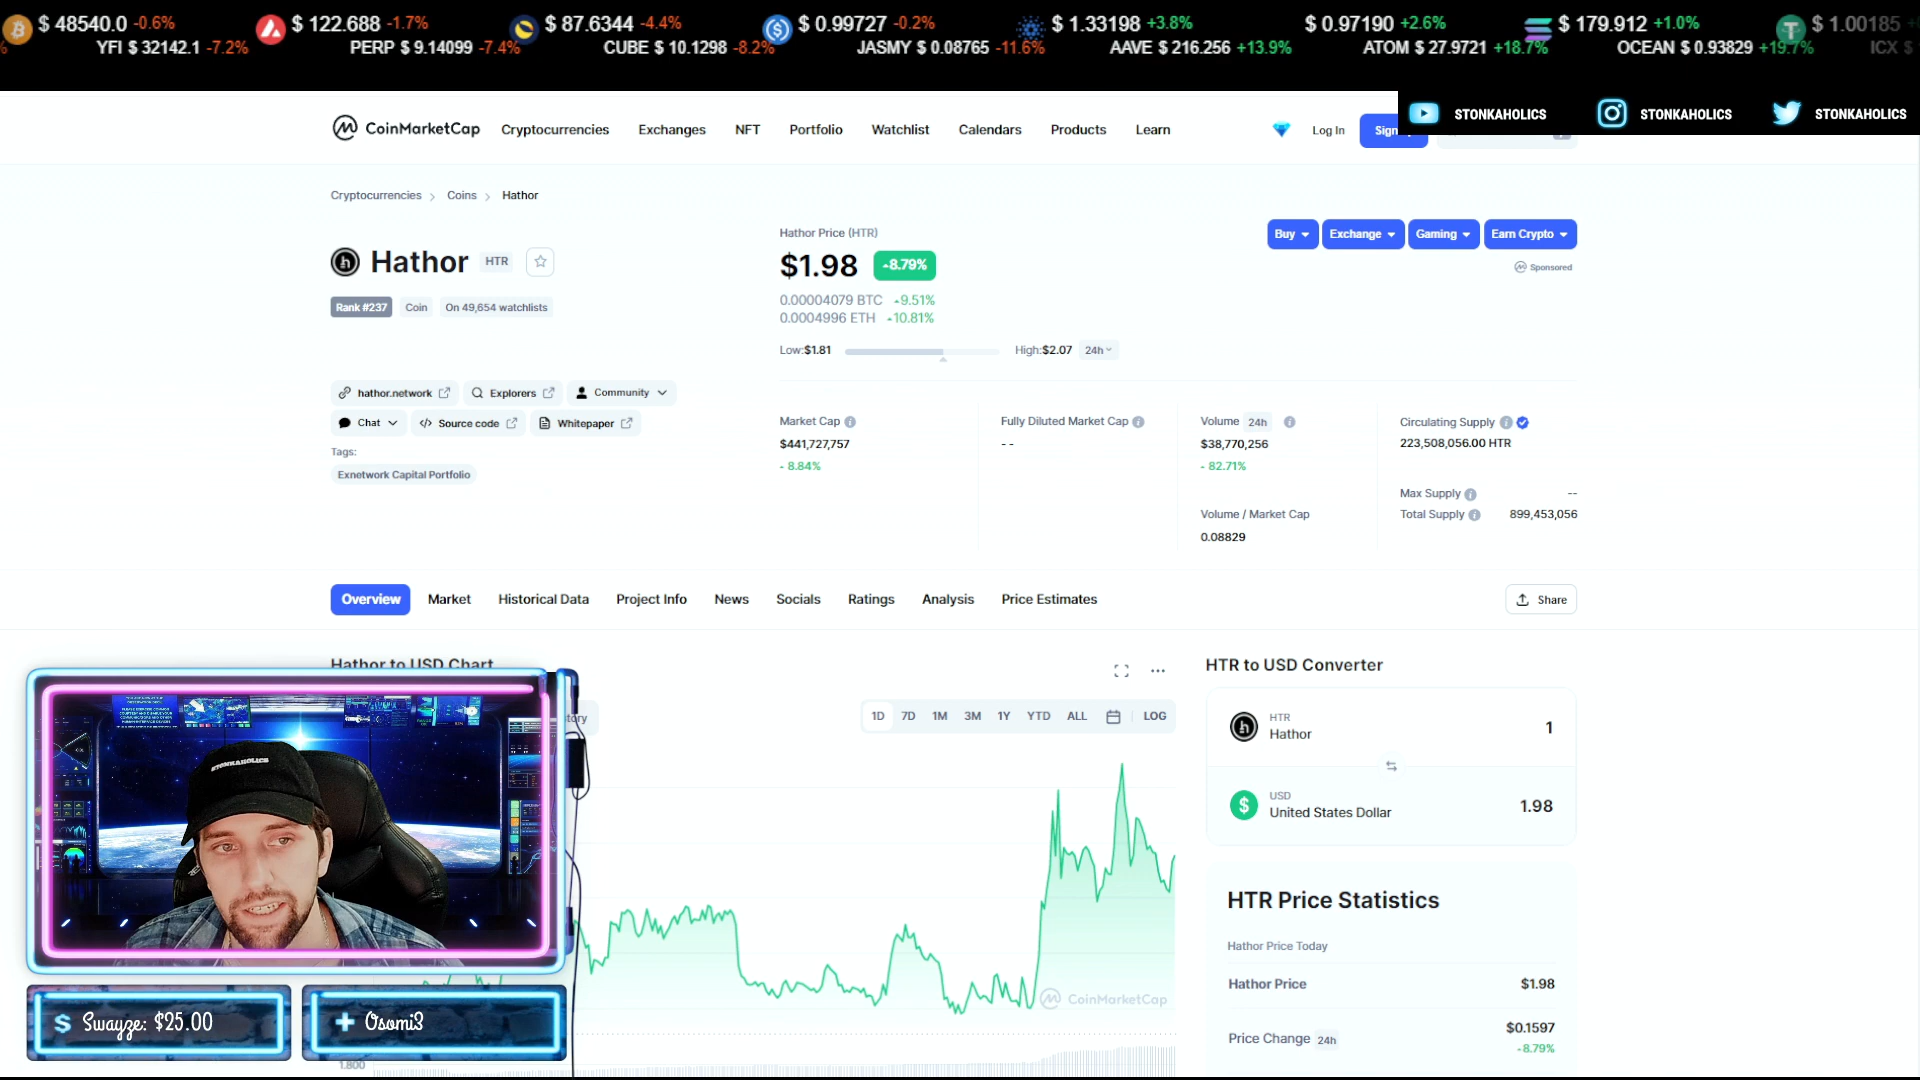 $ 48540.0 -0.6% $ 122.688 -1.7% $ 87.6344 -4.4% $ 0.99727 -0.2% $ 1.33198 +3.8% $ 0.97190 +2.6% $ 179.912 +1.0% $ 1.00185
YFI $ 32142.1 -7.2% PERP $ 9.14099 -7.4% CUBE $ 10.1298 -8.2% JASMY $ 0.08765 -11.6% AAVE $ 216.256 +13.9% ATOM $ 27.9721 +18.7% OCEAN $ 0.93829 +19.7% ICX $
STONKAHOLICS STONKAHOLICS STONKAHOLICS
CoinMarketCap Cryptocurrencies Exchanges NFT Portfolio Watchlist Calendars Products Learn Log In Sign
Cryptocurrencies Coins Hathor
Hathor Price (HTR)
Buy Exchange Gaming Earn Crypto
Hathor HTR
$1.98 8.79%
Sponsored
0.00004079 BTC 9.51%
Rank #237 Coin On 49,654 watchlists
0.0004996 ETH 10.81%
Low:$1.81 High:$2.07 24h
hathor.network Explorers Community
Chat Source code Whitepaper
Tags:
Exnetwork Capital Portfolio
Market Cap
$441,727,757
8.84%
Fully Diluted Market Cap
- -
Volume 24h
$38,770,256
82.71%
Volume / Market Cap
0.08829
Circulating Supply
223,508,056.00 HTR
Max Supply --
Total Supply 899,453,056
Overview Market Historical Data Project Info News Socials Ratings Analysis Price Estimates Share
Hathor to USD Chart
1D 7D 1M 3M 1Y YTD ALL LOG
CoinMarketCap
1.800
HTR to USD Converter
HTR
Hathor 1
USD
United States Dollar 1.98
HTR Price Statistics
Hathor Price Today
Hathor Price $1.98
Price Change 24h $0.1597
8.79%
STONKAHOLICS
$ Swayze: $25.00
+ Osomi3